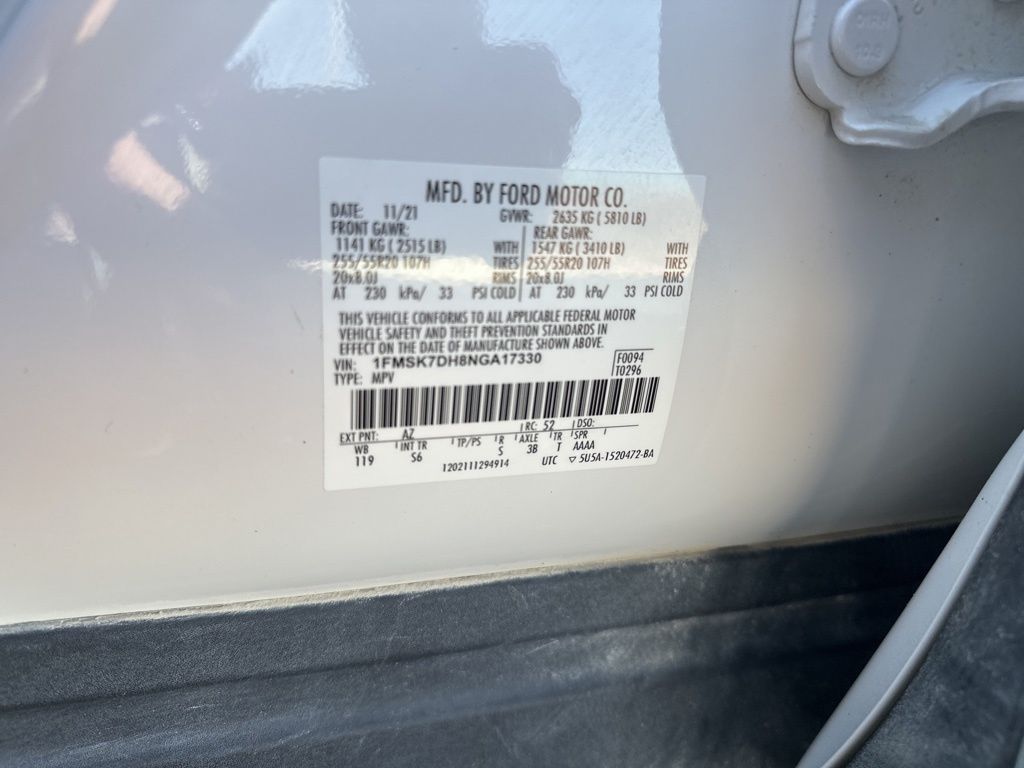 MFD. BY FORD MOTOR CO.
DATE: 11/21 GVWR: 2635 KG ( 5810 LB)
FRONT GAWR: REAR GAWR:
1141 KG ( 2515 LB) WITH 1547 KG ( 3410 LB) WITH
255/55R20 107H TIRES 255/55R20 107H TIRES
20x8.0J RIMS 20x8.0J RIMS
AT 230 kPa/ 33 PSI COLD AT 230 kPa/ 33 PSI COLD
THIS VEHICLE CONFORMS TO ALL APPLICABLE FEDERAL MOTOR
VEHICLE SAFETY AND THEFT PREVENTION STANDARDS IN
EFFECT ON THE DATE OF MANUFACTURE SHOWN ABOVE.
VIN: 1FMSK7DH8NGA17330 F0094
TYPE: MPV T0296
EXT PNT: AZ RC: 52 DSO:
WB INT TR TP/PS R AXLE TR SPR
119 S6 S 3B T AAAA
1202111294914 UTC ▽ 5U5A-1520472-BA
10.9